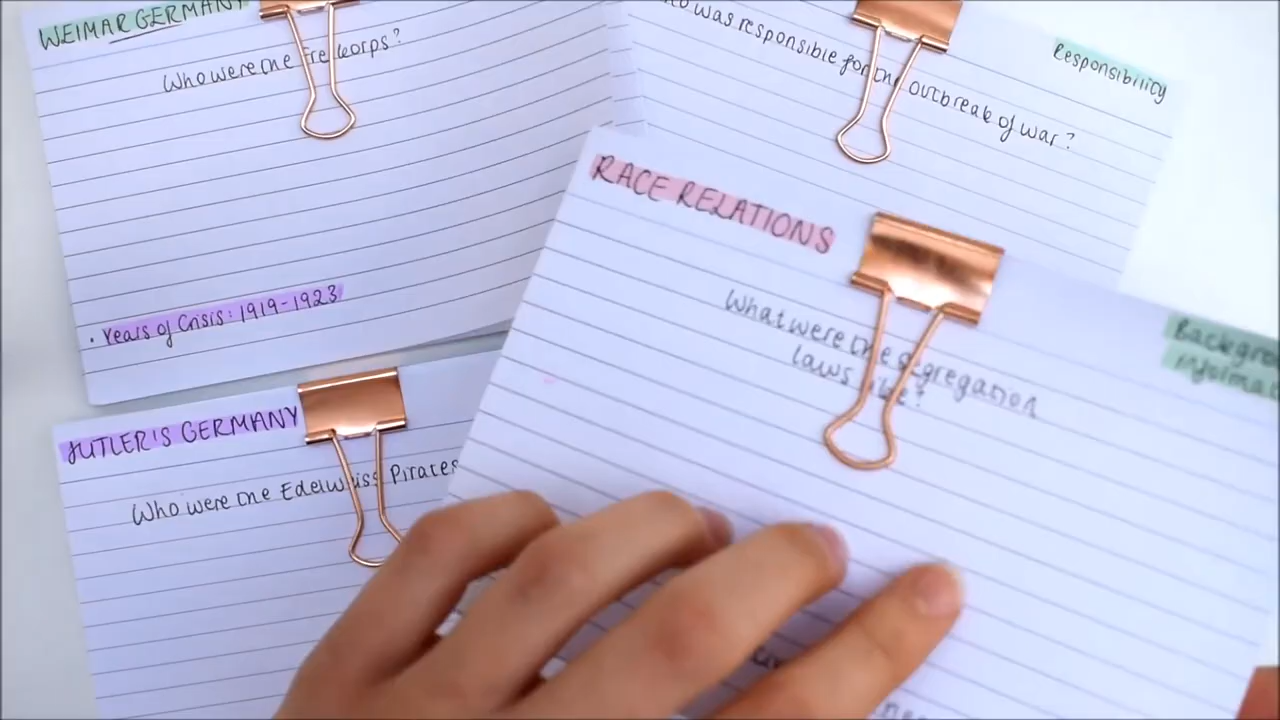 WEIMAR GERMANY
Who were the Freikorps?
• Years of Crisis: 1919-1923
was responsible for the outbreak of war?
Responsibility
RACE RELATIONS
What were the segregation
laws like?
HITLER'S GERMANY
Who were the Edelweiss Pirates